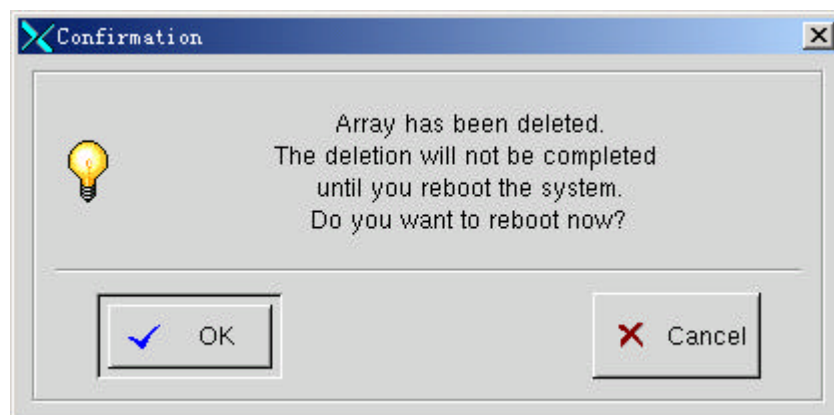 Confirmation
Array has been deleted.
The deletion will not be completed
until you reboot the system.
Do you want to reboot now?
OK
Cancel